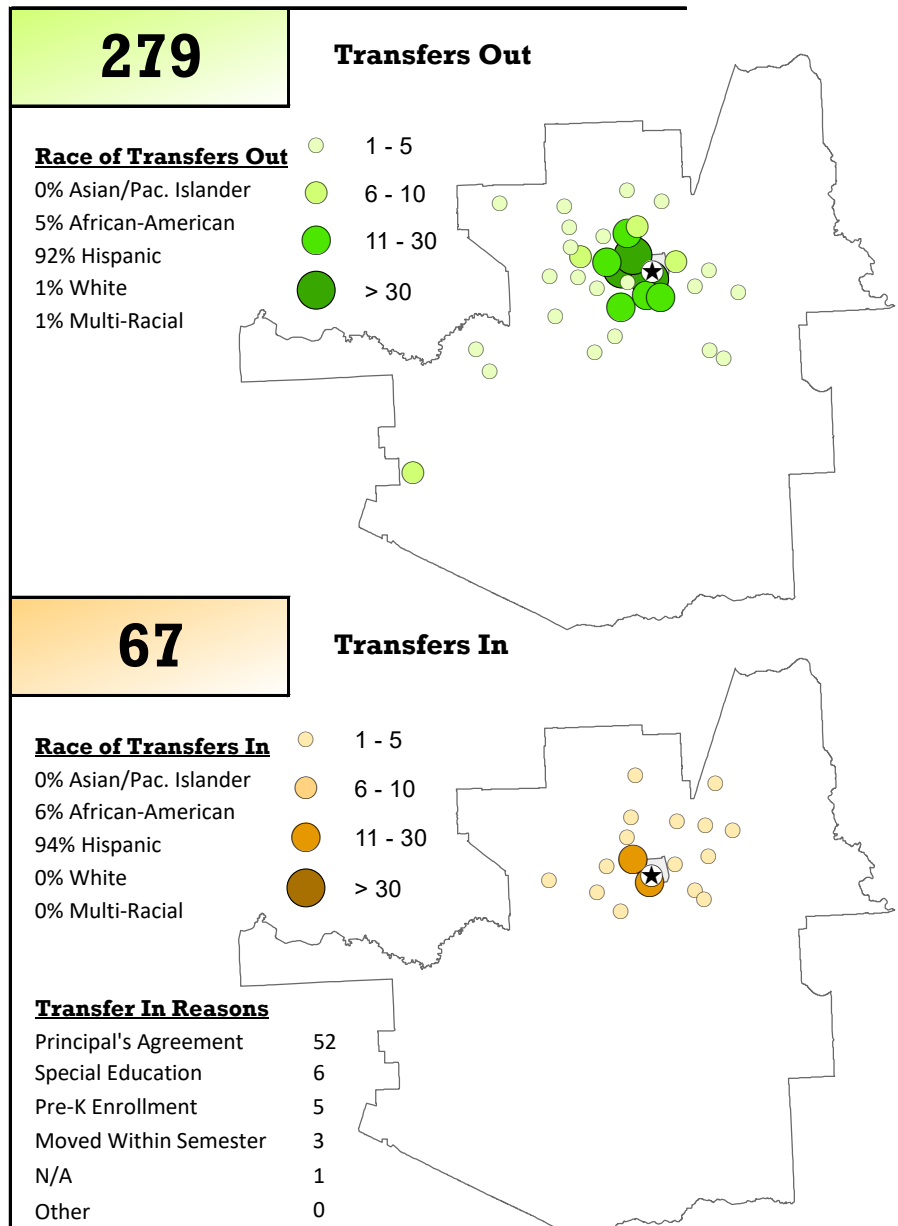 279
Transfers Out
Race of Transfers Out
0% Asian/Pac. Islander
5% African-American
92% Hispanic
1% White
1% Multi-Racial
1 - 5
6 - 10
11 - 30
> 30
67
Transfers In
Race of Transfers In
0% Asian/Pac. Islander
6% African-American
94% Hispanic
0% White
0% Multi-Racial
1 - 5
6 - 10
11 - 30
> 30
Transfer In Reasons
Principal's Agreement 52
Special Education 6
Pre-K Enrollment 5
Moved Within Semester 3
N/A 1
Other 0